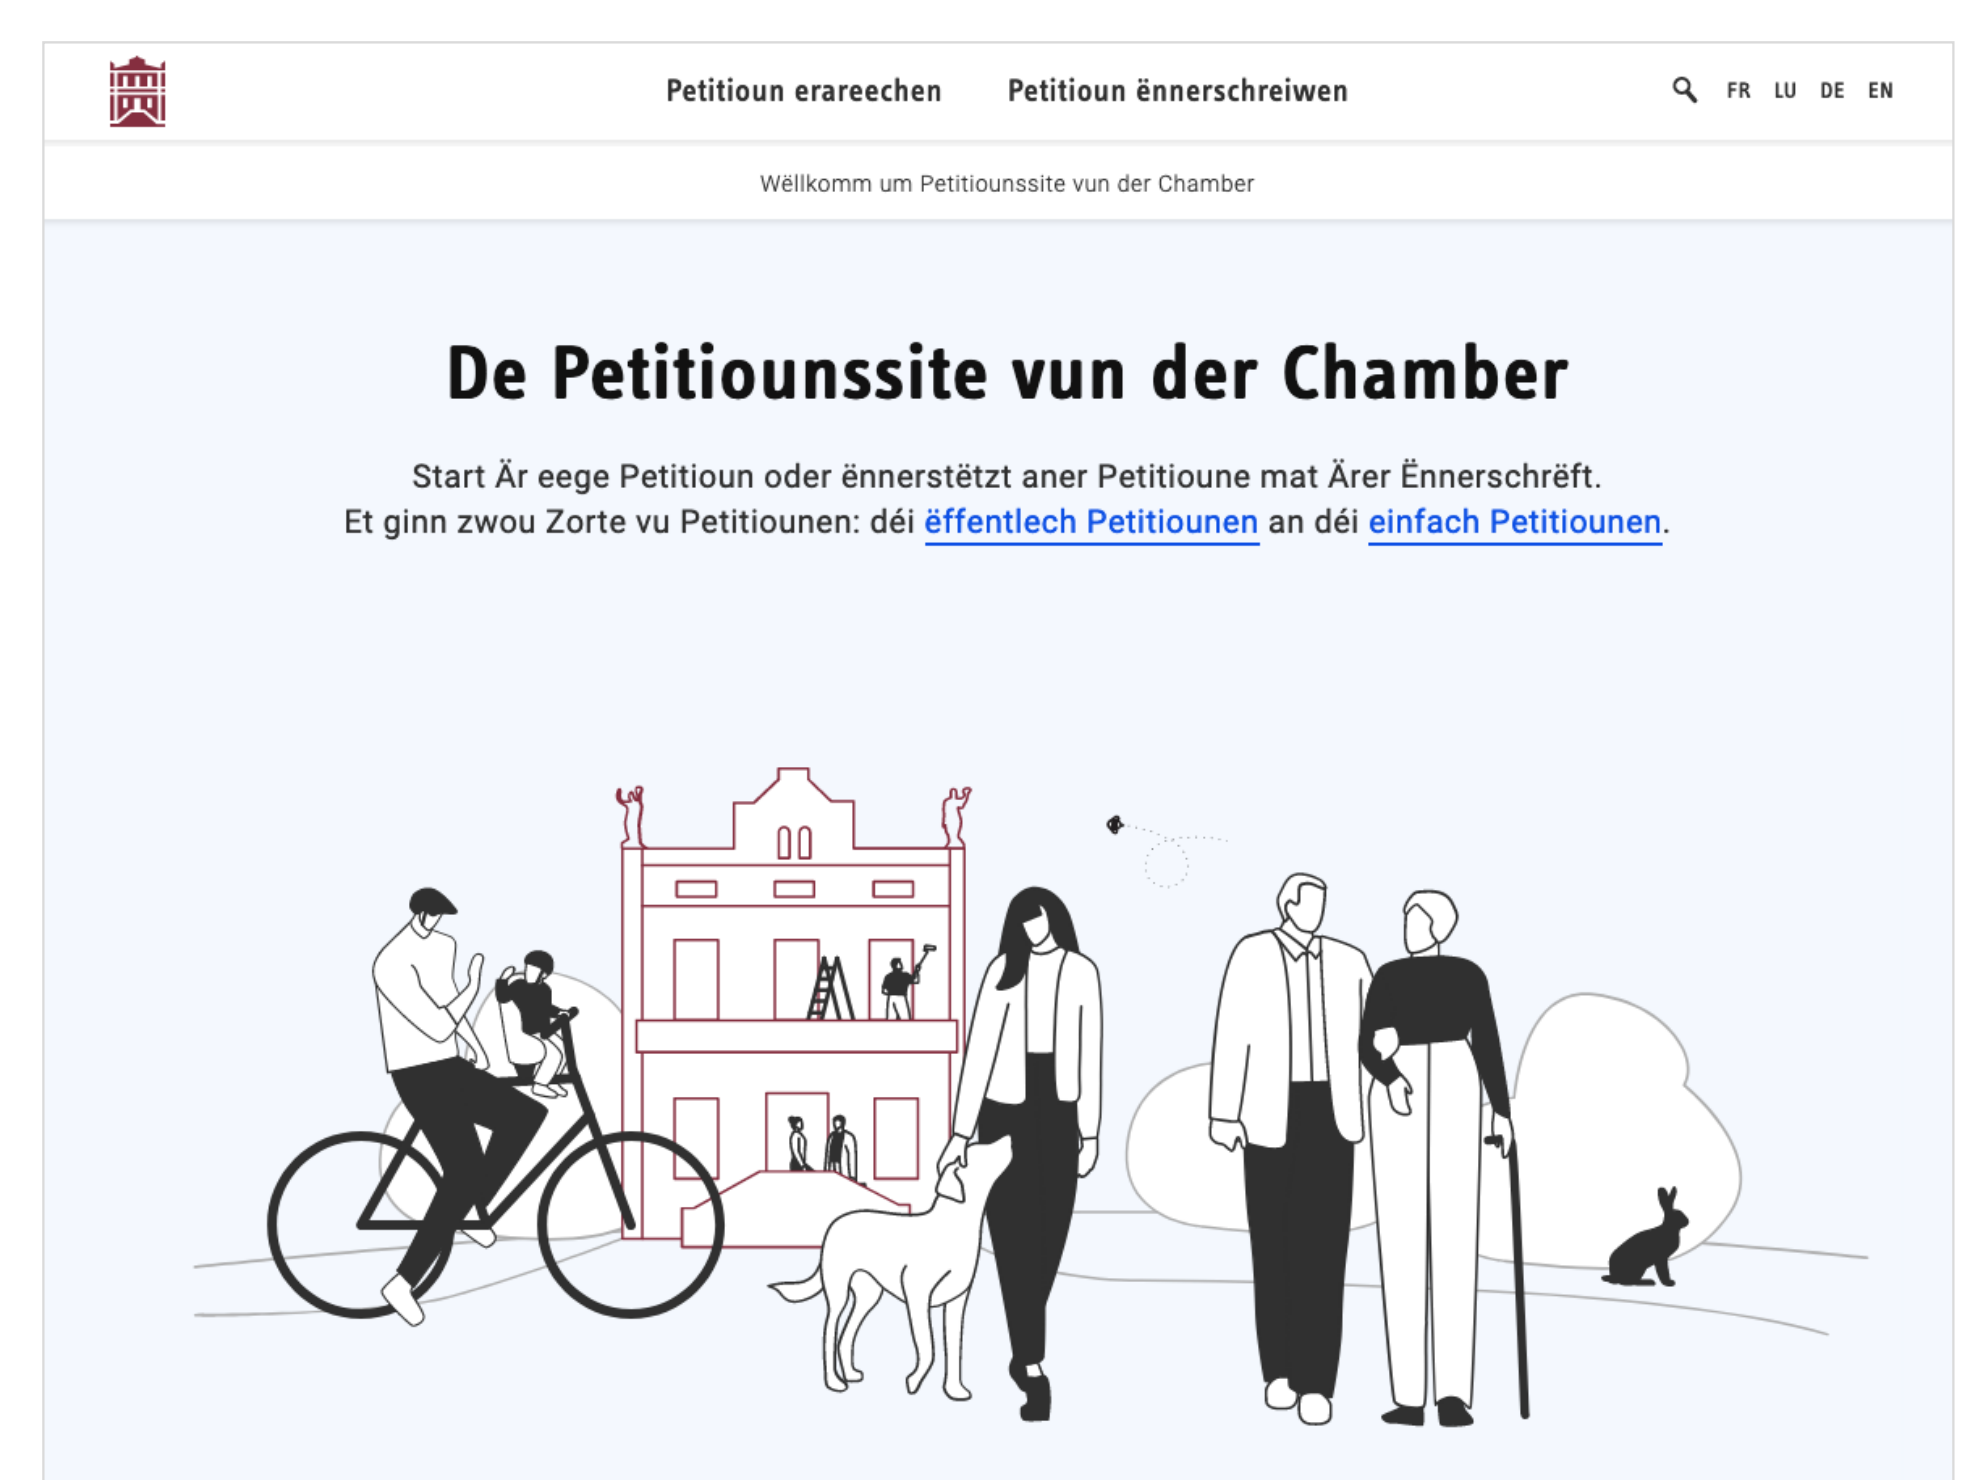 Petitioun erareechen
Petitioun ënnerschreiwen
FR LU DE EN
Wëllkomm um Petitiounssite vun der Chamber
De Petitiounssite vun der Chamber
Start Är eege Petitioun oder ënnerstëtzt aner Petitioune mat Ärer Ënnerschrëft.
Et ginn zwou Zorte vu Petitiounen: déi ëffentlech Petitiounen an déi einfach Petitiounen.